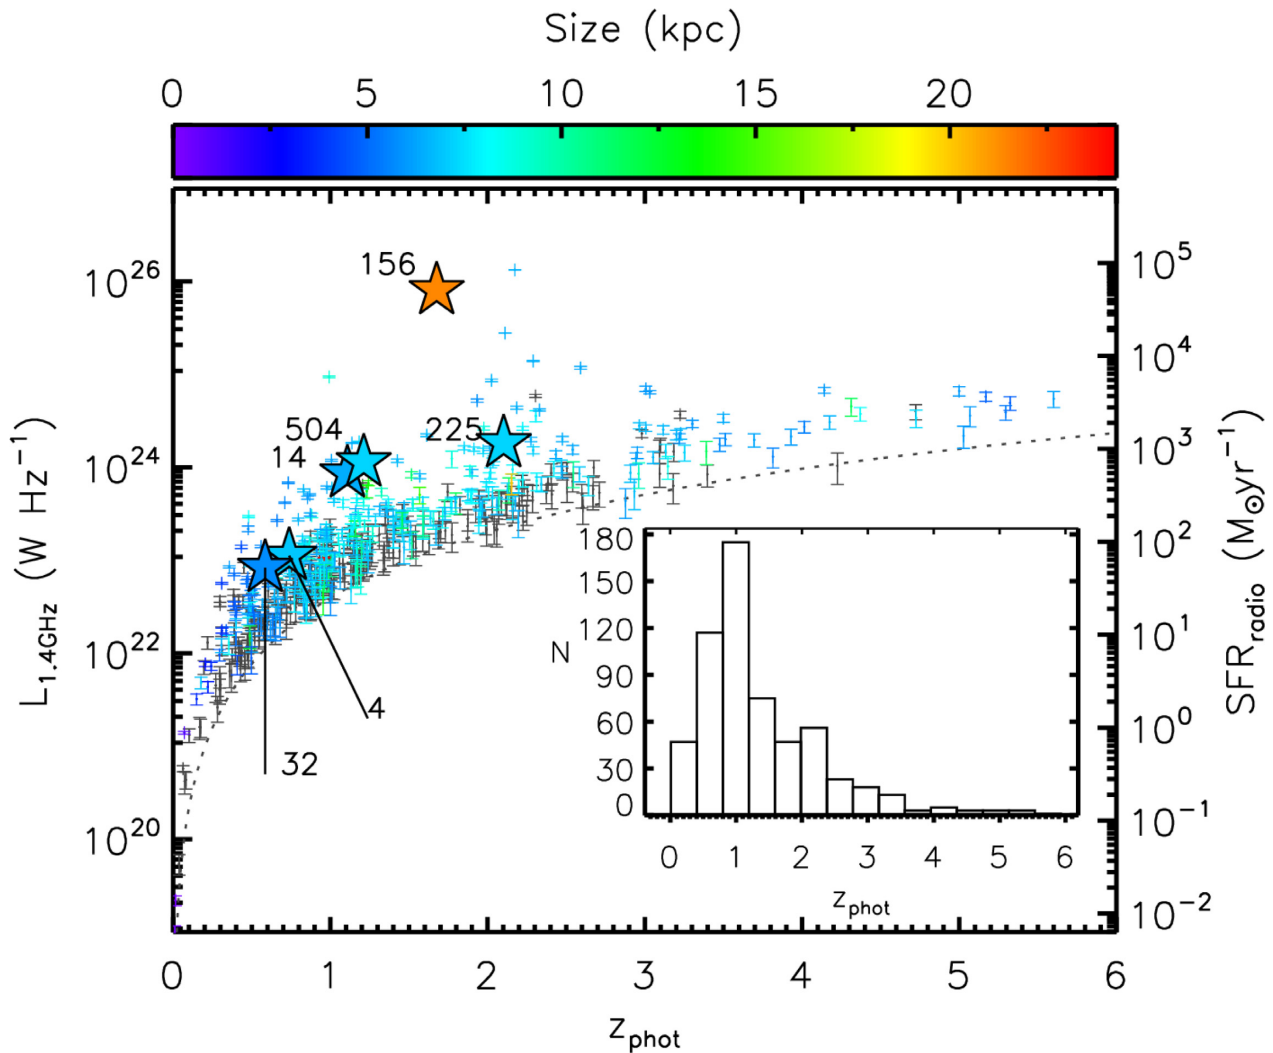 Size (kpc)
0 5 10 15 20
156
504
14
225
4
32
10^26
10^24
10^22
10^20
L_1.4GHz (W Hz^−1)
10^5
10^4
10^3
10^2
10^1
10^0
10^−1
10^−2
SFR_radio (M_⊙yr^−1)
180
150
120
90
60
30
0
N
0 1 2 3 4 5 6
z_phot
0 1 2 3 4 5 6
z_phot